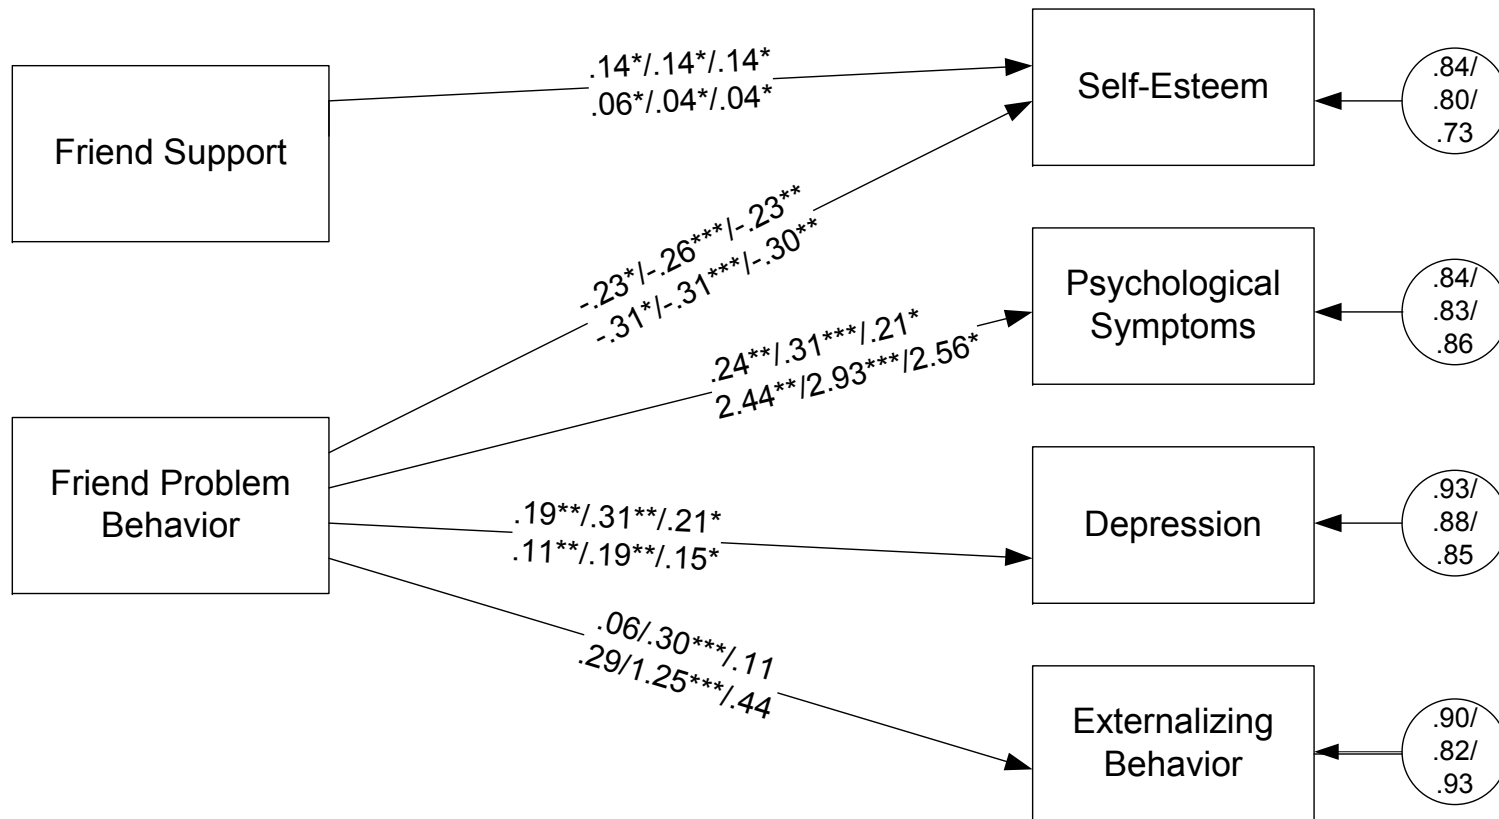 Friend Support
.14*/.14*/.14*
.06*/.04*/.04*
Self-Esteem
.84/
.80/
.73
-.23*/-.26***/-.23**
-.31*/-.31***/-.30**
Psychological
Symptoms
.84/
.83/
.86
.24**/.31***/.21*
2.44**/2.93***/2.56*
Friend Problem
Behavior
.19**/.31**/.21*
.11**/.19**/.15*
Depression
.93/
.88/
.85
.06/.30***/.11
.29/1.25***/.44
Externalizing
Behavior
.90/
.82/
.93